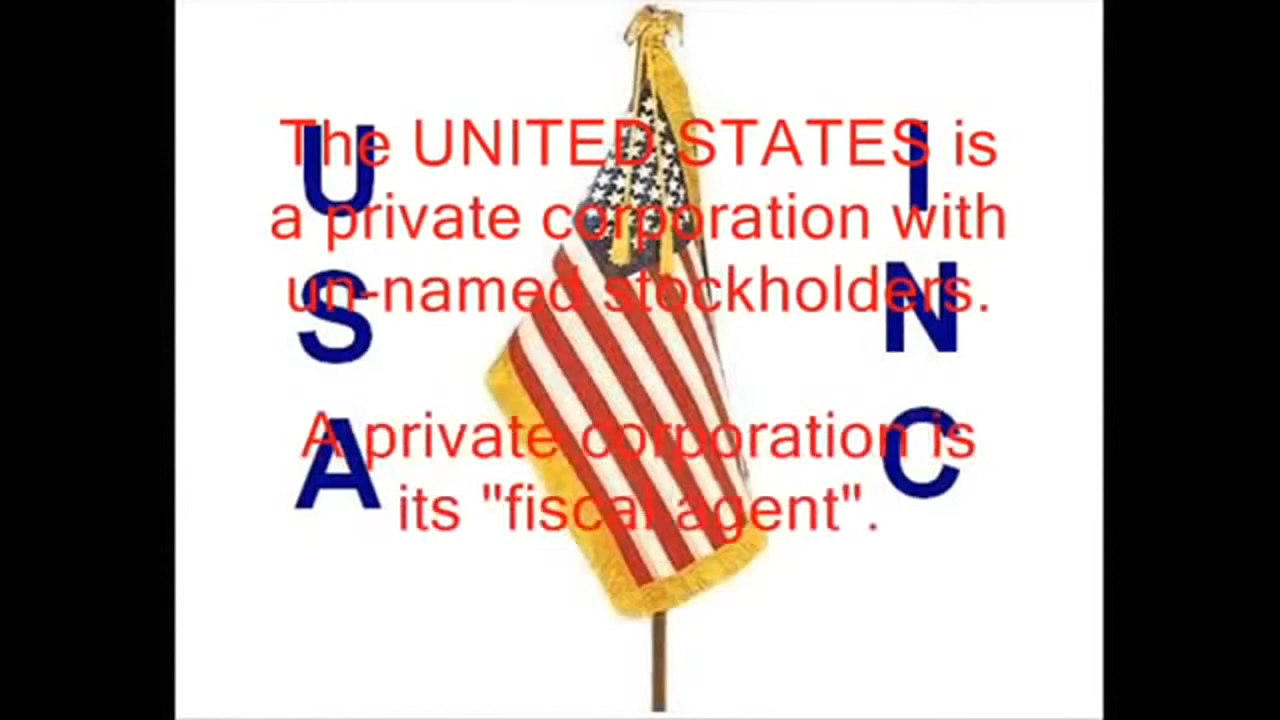 The UNITED STATES is
a private corporation with
un-named stockholders.
A private corporation is
its "fiscal agent".
U
S
A
I
N
C